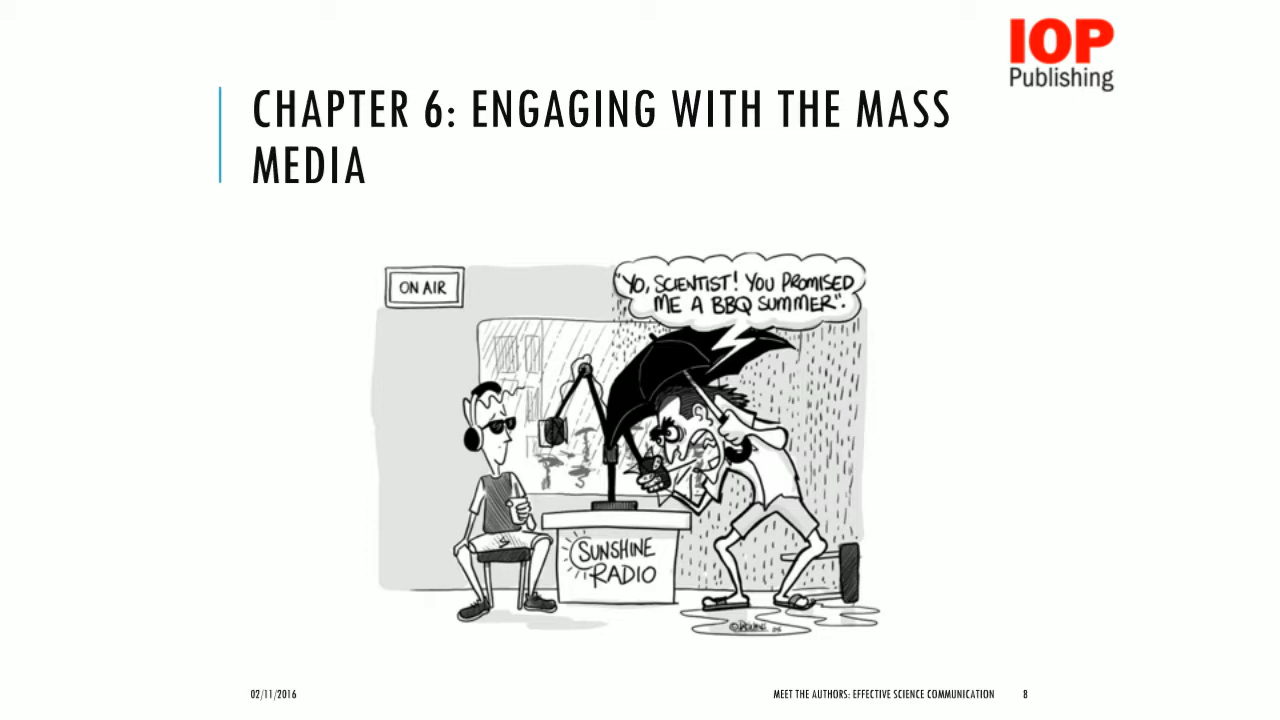 IOP
Publishing
CHAPTER 6: ENGAGING WITH THE MASS
MEDIA
ON AIR
"YO, SCIENTIST! YOU PROMISED
ME A BBQ SUMMER".
SUNSHINE
RADIO
02/11/2016
MEET THE AUTHORS: EFFECTIVE SCIENCE COMMUNICATION
8